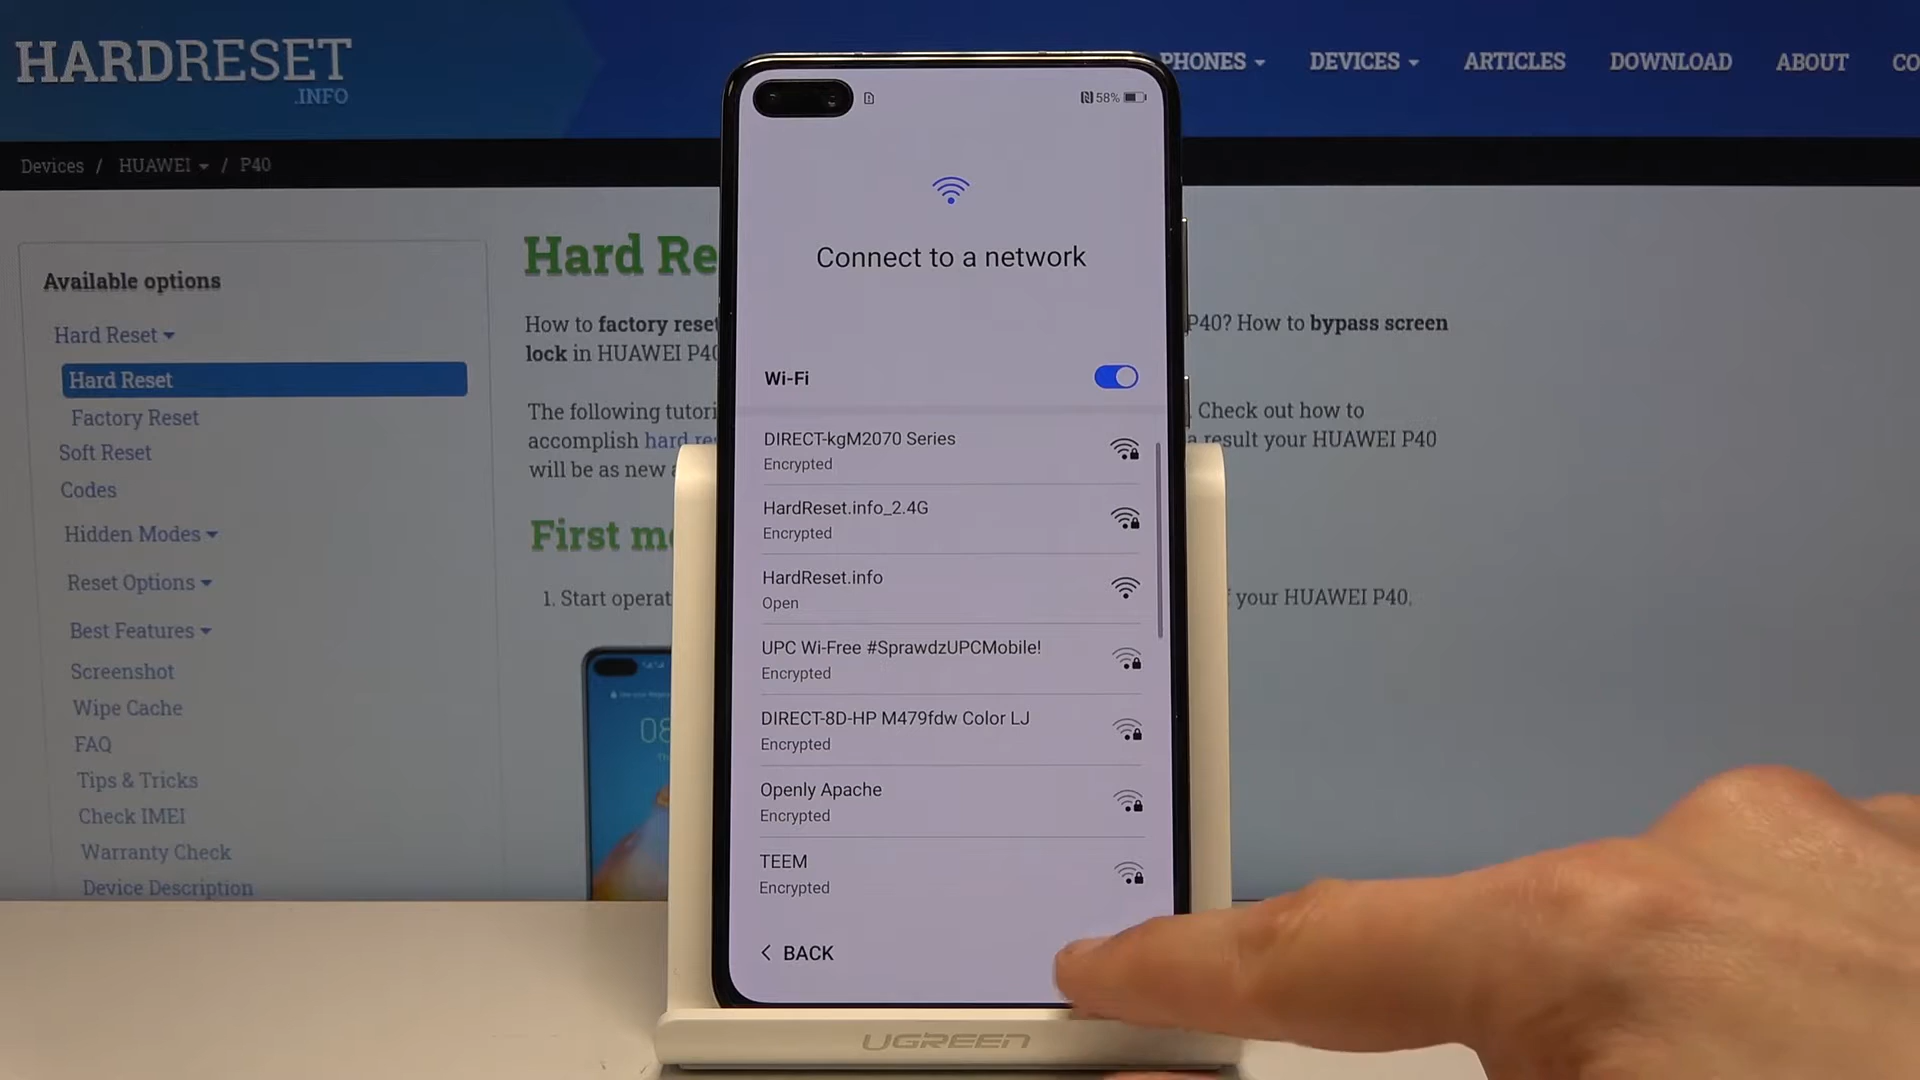 HARDRESET
.INFO
PHONES
DEVICES
ARTICLES
DOWNLOAD
ABOUT
CO
Devices / HUAWEI / P40
Available options
Hard Reset
Hard Reset
Factory Reset
Soft Reset
Codes
Hidden Modes
Reset Options
Best Features
Screenshot
Wipe Cache
FAQ
Tips & Tricks
Check IMEI
Warranty Check
Device Description
Hard Re
How to factory reset
P40? How to bypass screen
lock in HUAWEI P40
The following tutori
. Check out how to
accomplish hard re
a result your HUAWEI P40
will be as new a
First me
1. Start operat
f your HUAWEI P40.
08
58%
Connect to a network
Wi-Fi
DIRECT-kgM2070 Series
Encrypted
HardReset.info_2.4G
Encrypted
HardReset.info
Open
UPC Wi-Free #SprawdzUPCMobile!
Encrypted
DIRECT-8D-HP M479fdw Color LJ
Encrypted
Openly Apache
Encrypted
TEEM
Encrypted
< BACK
UGREEN